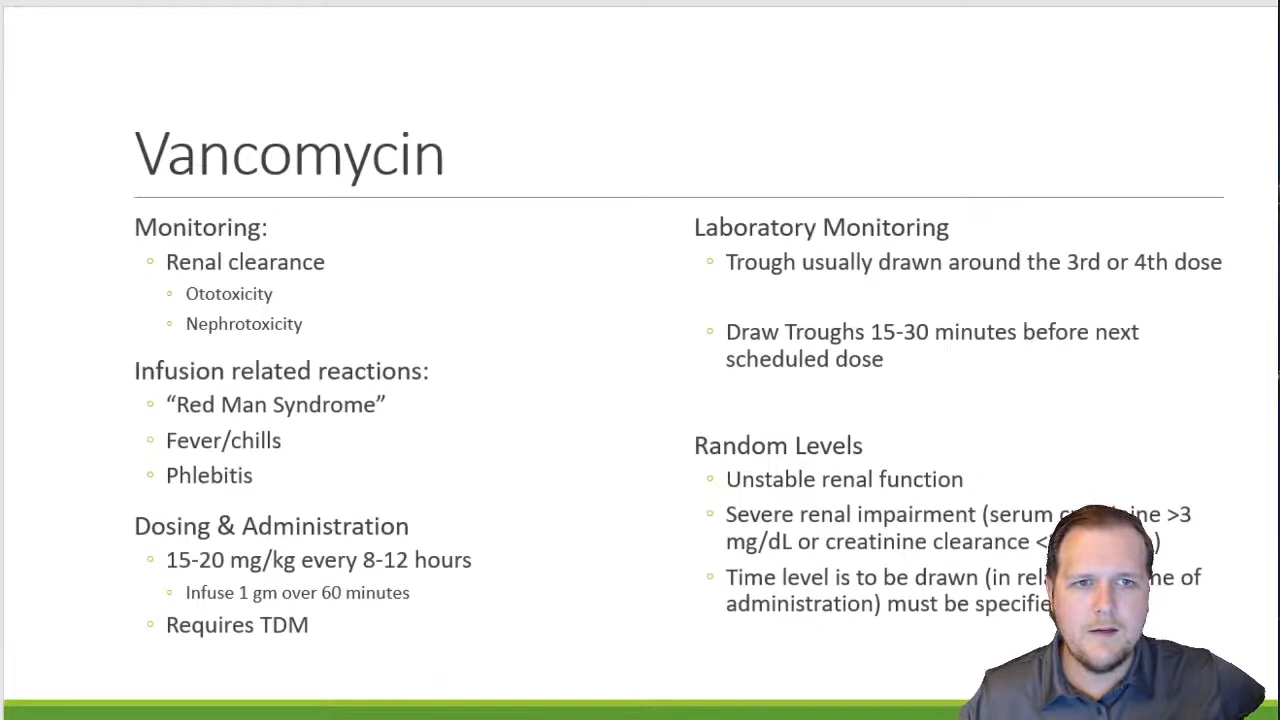 Vancomycin
Monitoring:
Renal clearance
Ototoxicity
Nephrotoxicity
Infusion related reactions:
“Red Man Syndrome”
Fever/chills
Phlebitis
Dosing & Administration
15-20 mg/kg every 8-12 hours
Infuse 1 gm over 60 minutes
Requires TDM
Laboratory Monitoring
Trough usually drawn around the 3rd or 4th dose
Draw Troughs 15-30 minutes before next
scheduled dose
Random Levels
Unstable renal function
Severe renal impairment (serum >3
mg/dL or creatinine clearance <
Time level is to be drawn (in of
administration) must be